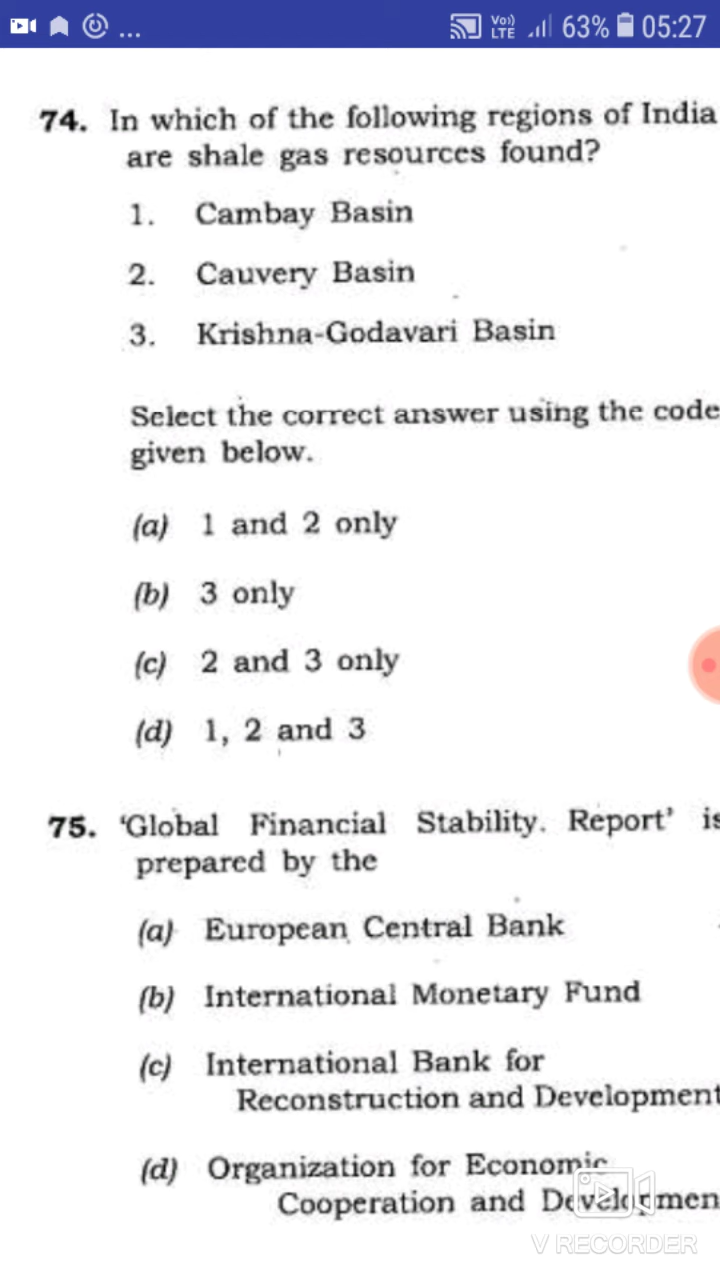 ... Vo)) LTE 63% 05:27
74. In which of the following regions of India
are shale gas resources found?
1. Cambay Basin
2. Cauvery Basin
3. Krishna-Godavari Basin
Select the correct answer using the code
given below.
(a) 1 and 2 only
(b) 3 only
(c) 2 and 3 only
(d) 1, 2 and 3
75. ‘Global Financial Stability. Report’ is
prepared by the
(a) European Central Bank
(b) International Monetary Fund
(c) International Bank for
Reconstruction and Development
(d) Organization for Economic
Cooperation and Developmen
V RECORDER